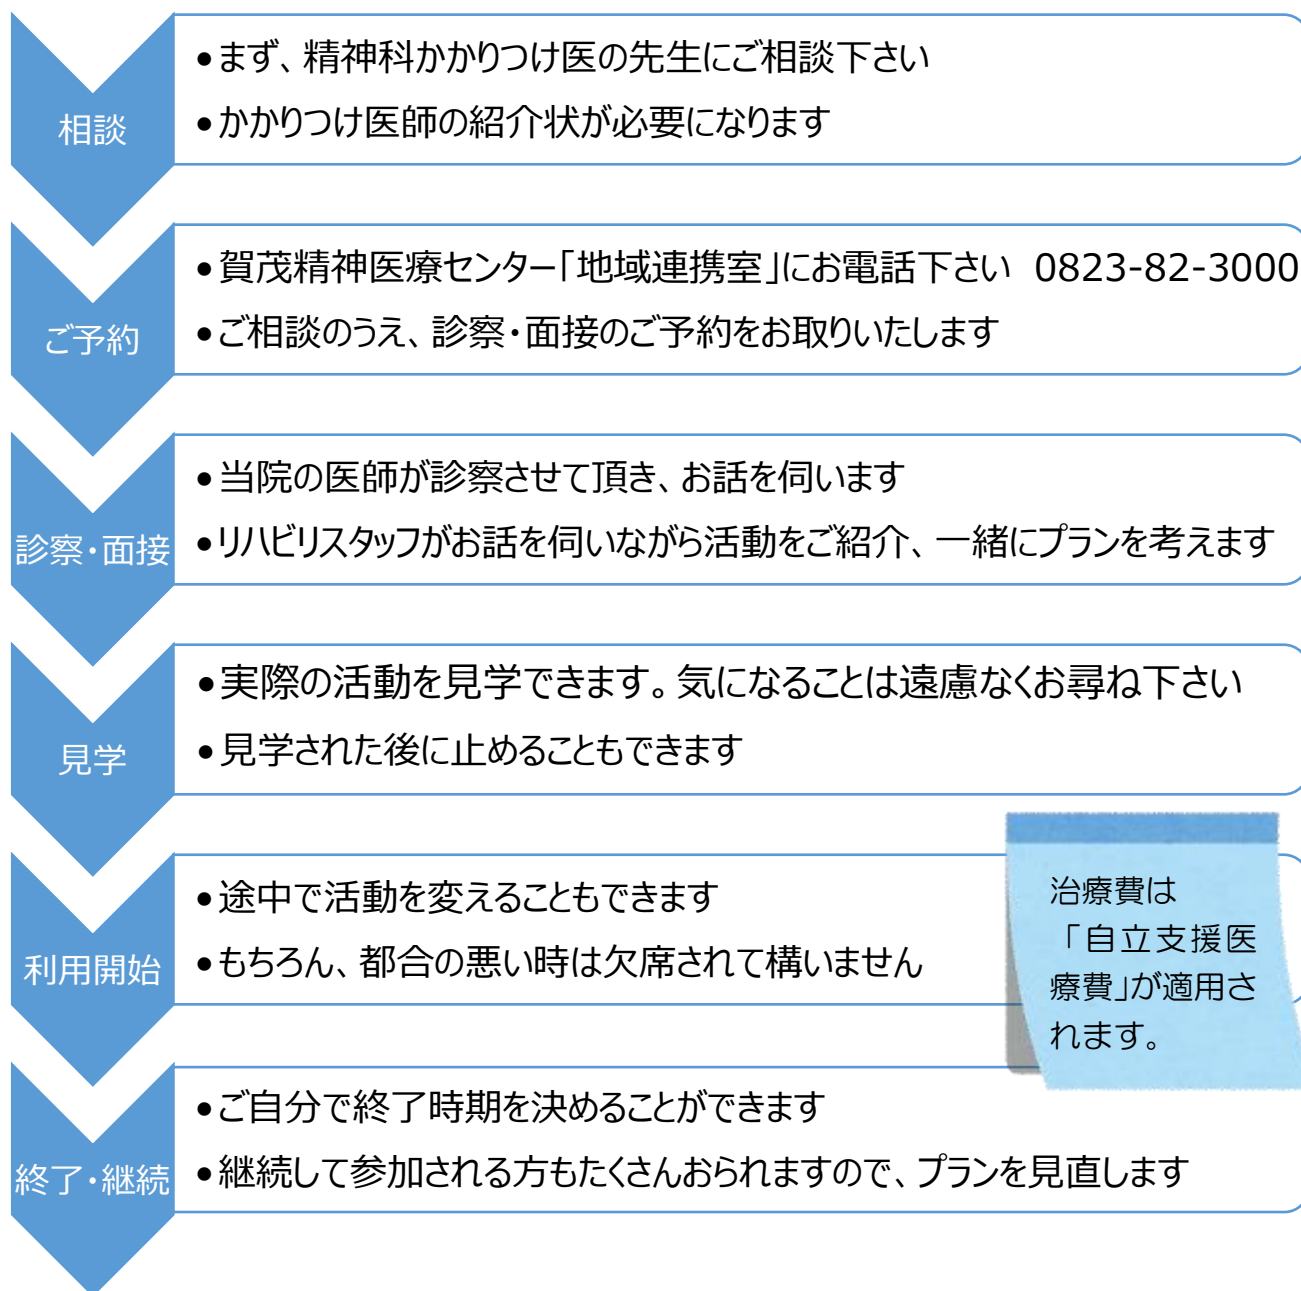 相談
•まず、精神科かかりつけ医の先生にご相談下さい
•かかりつけ医師の紹介状が必要になります
ご予約
•賀茂精神医療センター「地域連携室」にお電話下さい 0823-82-3000
•ご相談のうえ、診察・面接のご予約をお取りいたします
診察・面接
•当院の医師が診察させて頂き、お話を伺います
•リハビリスタッフがお話を伺いながら活動をご紹介、一緒にプランを考えます
見学
•実際の活動を見学できます。気になることは遠慮なくお尋ね下さい
•見学された後に止めることもできます
利用開始
•途中で活動を変えることもできます
•もちろん、都合の悪い時は欠席されて構いません
治療費は
「自立支援医
療費」が適用さ
れます。
終了・継続
•ご自分で終了時期を決めることができます
•継続して参加される方もたくさんおられますので、プランを見直します